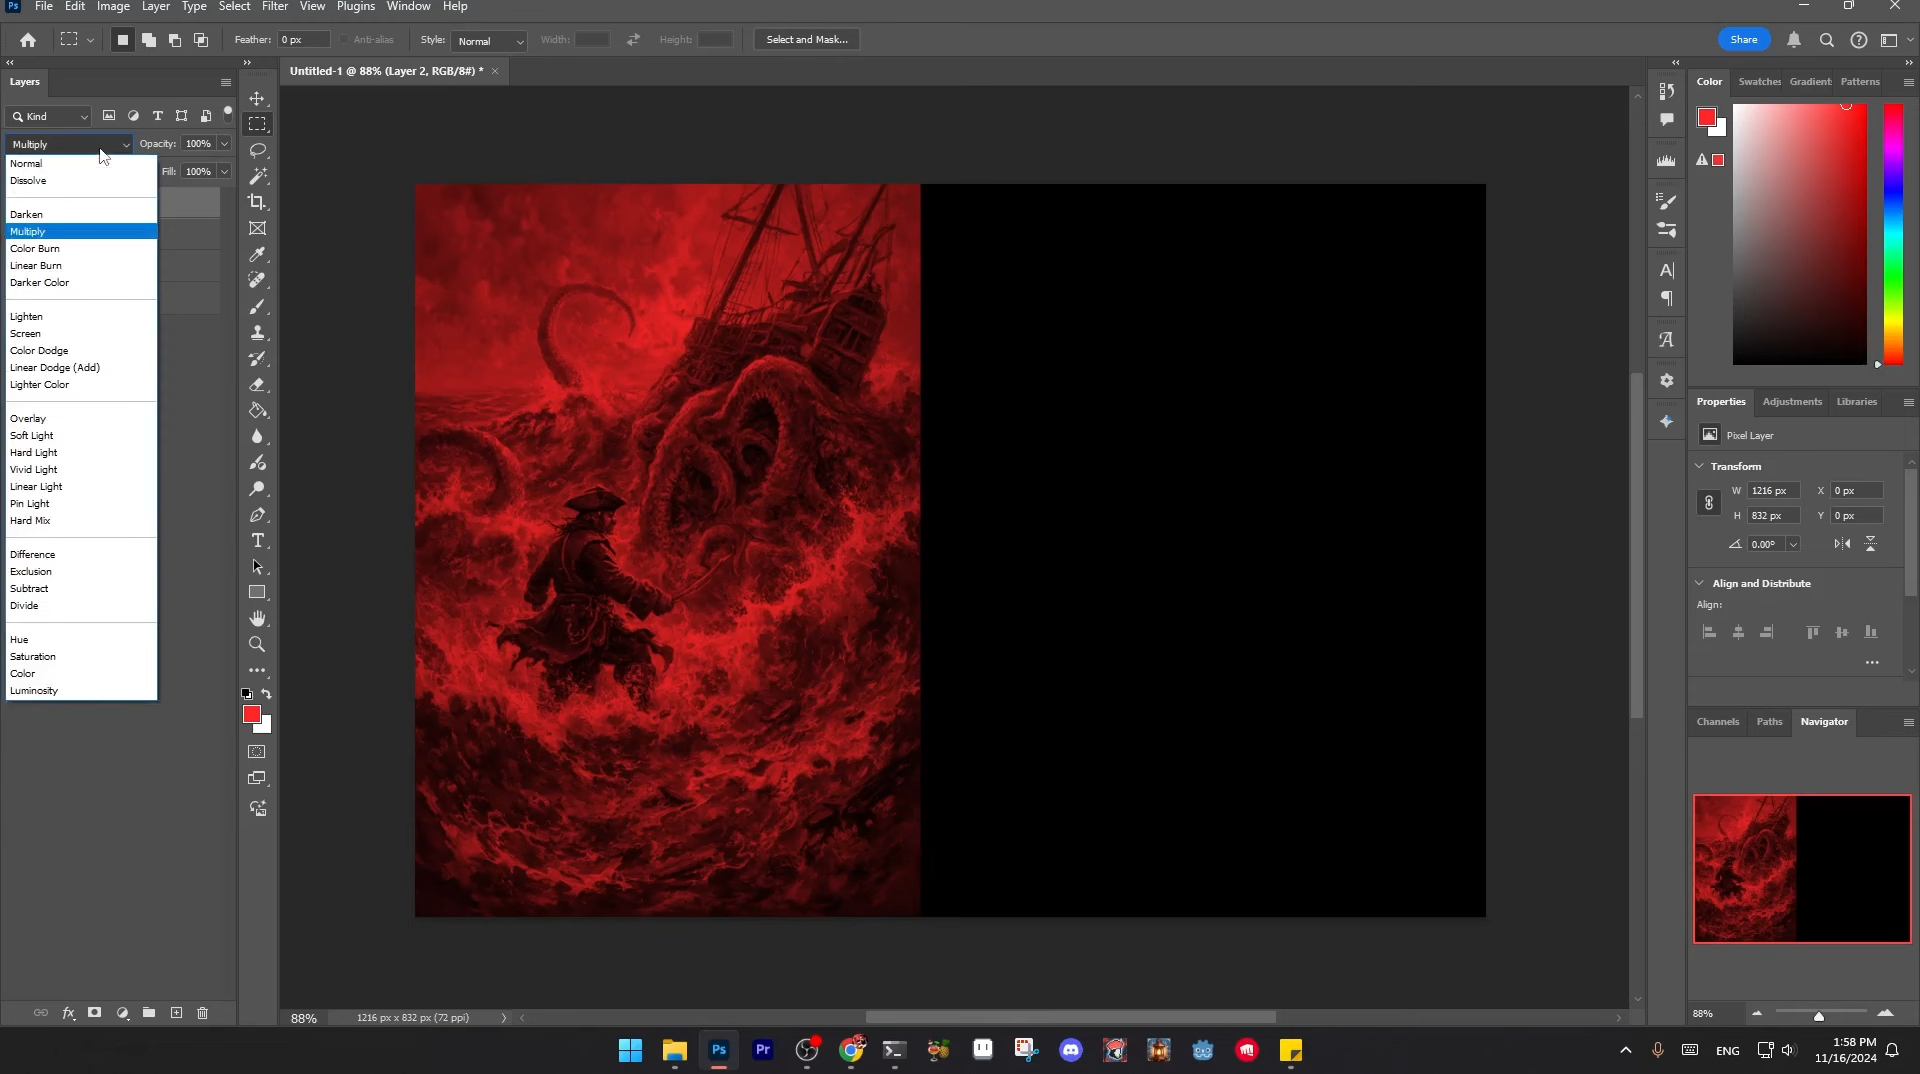 Ps File Edit Image Layer Type Select Filter View Plugins Window Help
Feather: 0 px Anti-alias Style: Normal Width: Height: Select and Mask... Share
Layers
Untitled-1 @ 88% (Layer 2, RGB/8#) *
Color Swatches Gradients Patterns
Kind
Multiply Opacity: 100%
Fill: 100%
Normal
Dissolve
Darken
Multiply
Color Burn
Linear Burn
Darker Color
Lighten
Screen
Color Dodge
Linear Dodge (Add)
Lighter Color
Overlay
Soft Light
Hard Light
Vivid Light
Linear Light
Pin Light
Hard Mix
Difference
Exclusion
Subtract
Divide
Hue
Saturation
Color
Luminosity
Properties Adjustments Libraries
Pixel Layer
Transform
W 1216 px X 0 px
H 832 px Y 0 px
0.00°
Align and Distribute
Align:
Channels Paths Navigator
88%
88% 1216 px x 832 px (72 ppi)
Ps Pr
ENG
1:58 PM
11/16/2024